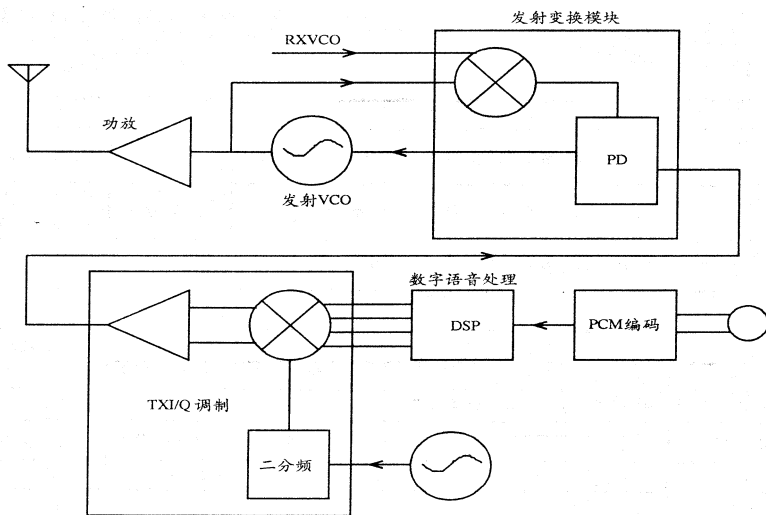 发射变换模块
RXVCO
功放
PD
发射VCO
数字语音处理
DSP
PCM编码
TXI/Q 调制
二分频